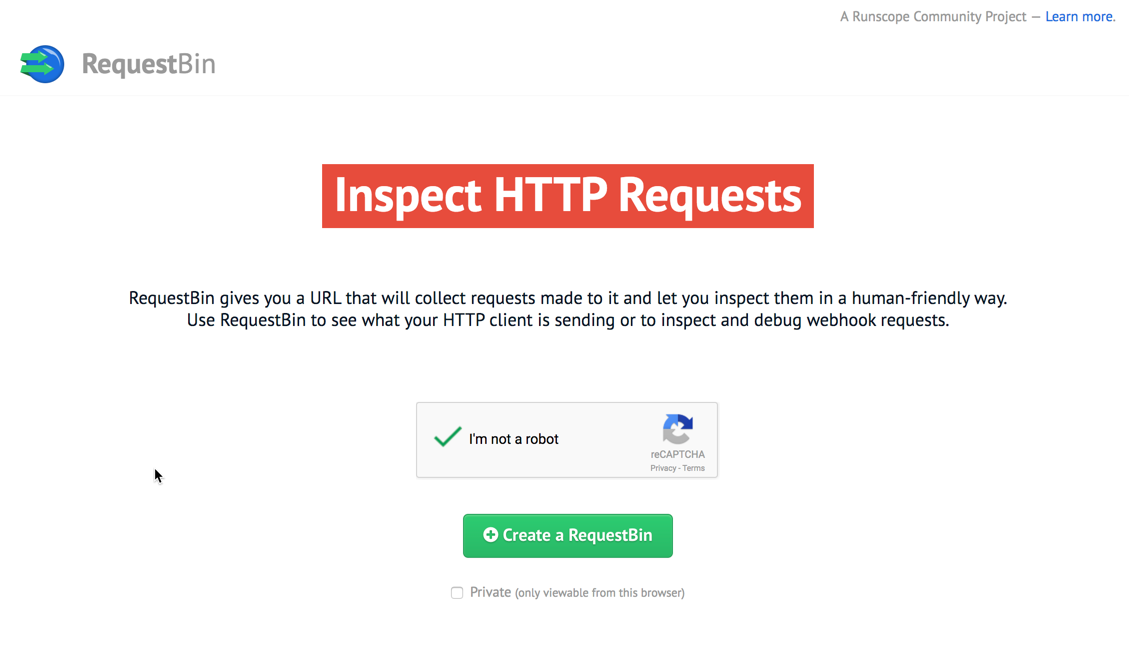 A Runscope Community Project — Learn more.
RequestBin
Inspect HTTP Requests
RequestBin gives you a URL that will collect requests made to it and let you inspect them in a human-friendly way.
Use RequestBin to see what your HTTP client is sending or to inspect and debug webhook requests.
I'm not a robot
reCAPTCHA
Privacy - Terms
Create a RequestBin
Private (only viewable from this browser)